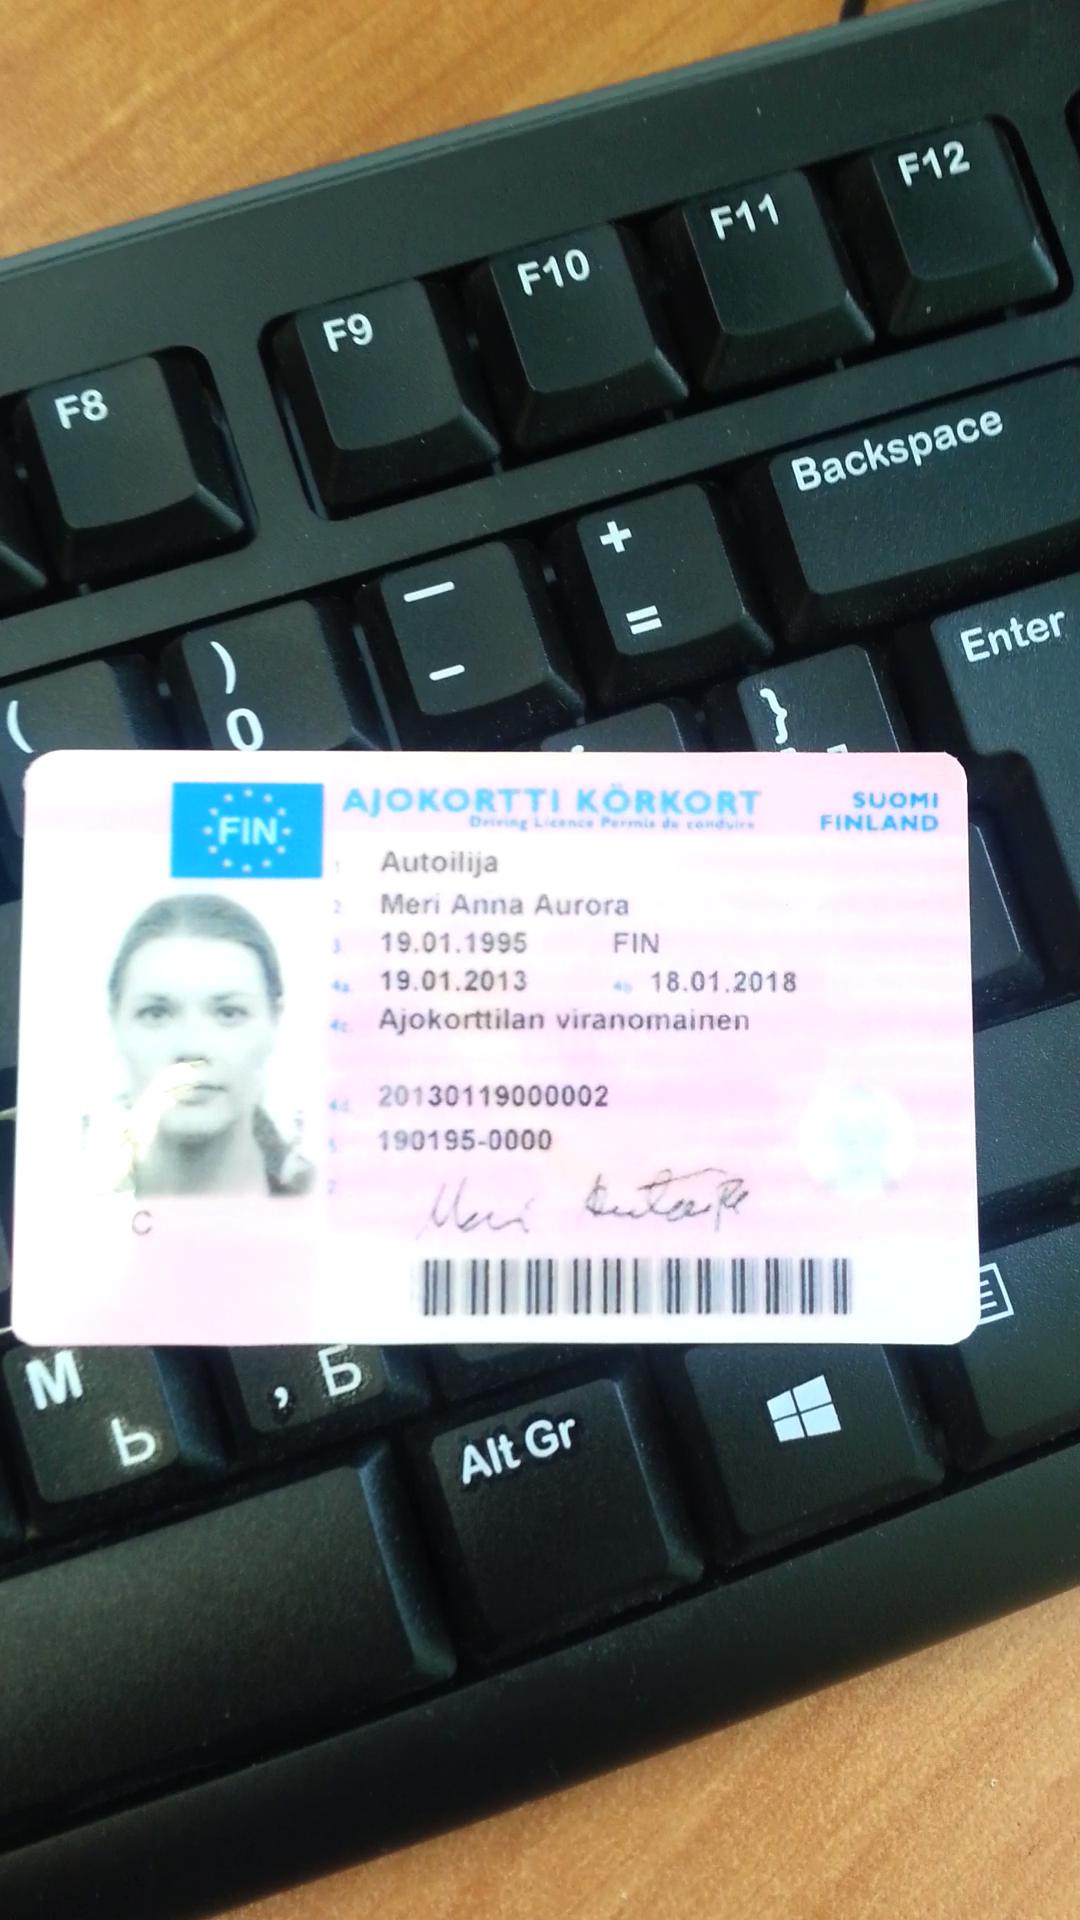 F12
F11
F10
F9
F8
Backspace
+
=
—
-
Enter
)
0
(
}
FIN
AJOKORTTI KÖRKORT
Driving Licence Permis de conduire
SUOMI
FINLAND
1. Autoilija
2. Meri Anna Aurora
3. 19.01.1995 FIN
4a. 19.01.2013 4b. 18.01.2018
4c. Ajokorttilan viranomainen
4d. 20130119000002
5. 190195-0000
7.
Meri Autoilija
C
М
Ь
, Б
Alt Gr